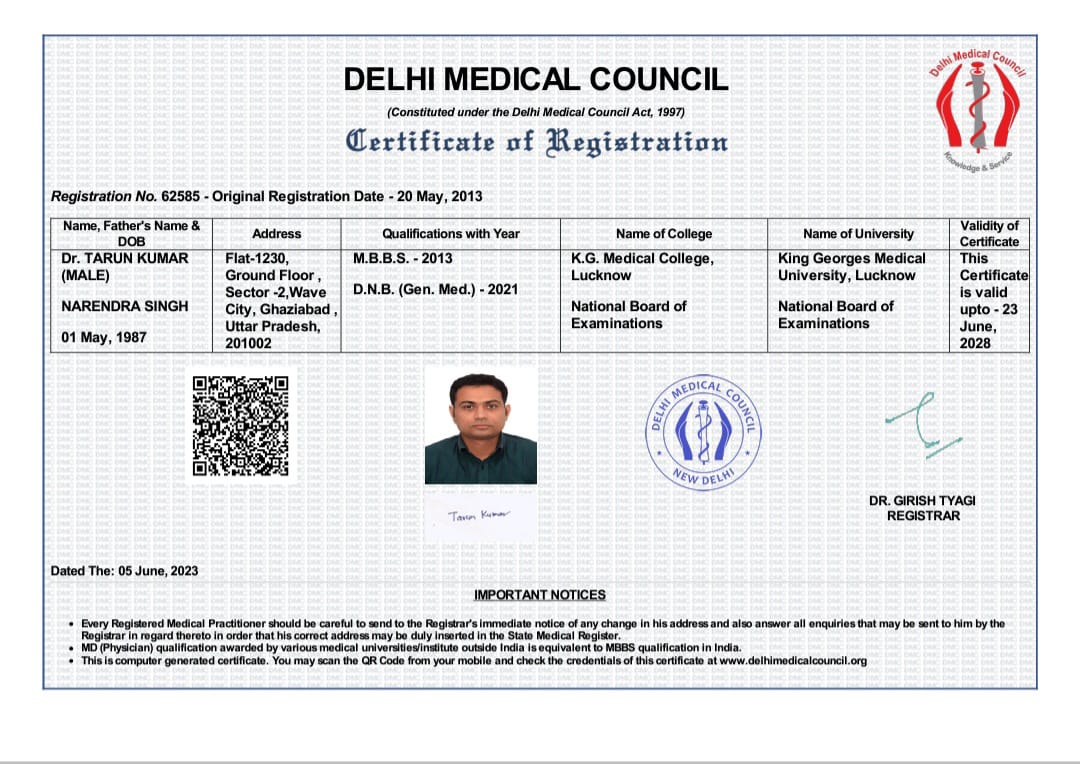 DELHI MEDICAL COUNCIL
(Constituted under the Delhi Medical Council Act, 1997)
Certificate of Registration
Delhi Medical Council
Knowledge & Service
Registration No. 62585 - Original Registration Date - 20 May, 2013
Name, Father's Name &
DOB
Address
Qualifications with Year
Name of College
Name of University
Validity of
Certificate
Dr. TARUN KUMAR
(MALE)
NARENDRA SINGH
01 May, 1987
Flat-1230,
Ground Floor ,
Sector -2,Wave
City, Ghaziabad ,
Uttar Pradesh,
201002
M.B.B.S. - 2013
D.N.B. (Gen. Med.) - 2021
K.G. Medical College,
Lucknow
National Board of
Examinations
King Georges Medical
University, Lucknow
National Board of
Examinations
This
Certificate
is valid
upto - 23
June,
2028
Tarun Kumar
DELHI MEDICAL COUNCIL
NEW DELHI
DR. GIRISH TYAGI
REGISTRAR
Dated The: 05 June, 2023
IMPORTANT NOTICES
• Every Registered Medical Practitioner should be careful to send to the Registrar's immediate notice of any change in his address and also answer all enquiries that may be sent to him by the
Registrar in regard thereto in order that his correct address may be duly inserted in the State Medical Register.
• MD (Physician) qualification awarded by various medical universities/institute outside India is equivalent to MBBS qualification in India.
• This is computer generated certificate. You may scan the QR Code from your mobile and check the credentials of this certificate at www.delhimedicalcouncil.org